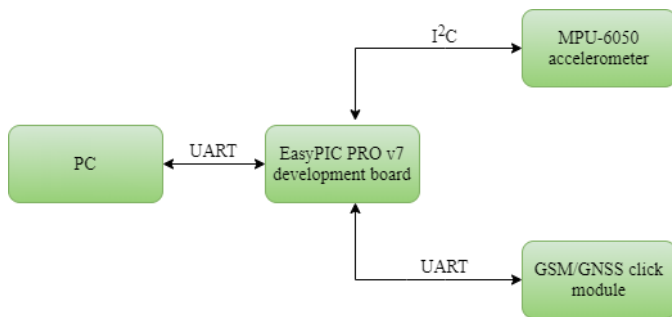 I²C
MPU-6050
accelerometer
PC
UART
EasyPIC PRO v7
development board
UART
GSM/GNSS click
module